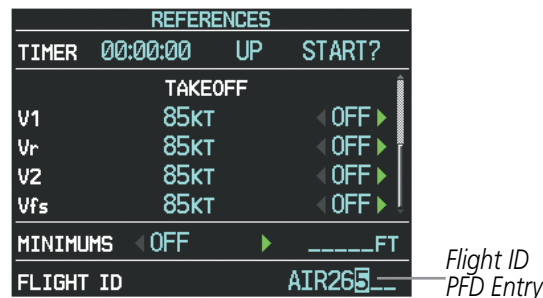 REFERENCES
TIMER 00:00:00 UP START?
TAKEOFF
V1 85KT OFF
Vr 85KT OFF
V2 85KT OFF
Vfs 85KT OFF
MINIMUMS OFF _____FT
FLIGHT ID AIR265__
Flight ID
PFD Entry